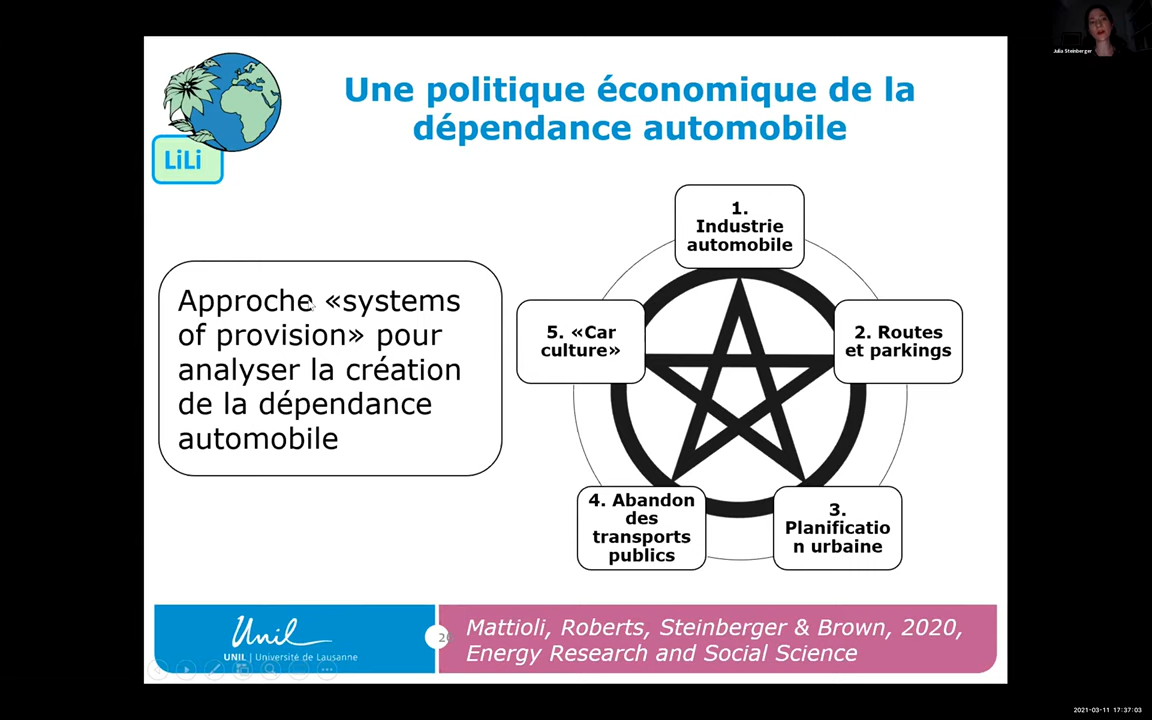 Julia Steinberger
LiLi
Une politique économique de la
dépendance automobile
Approche «systems
of provision» pour
analyser la création
de la dépendance
automobile
1.
Industrie
automobile
2. Routes
et parkings
3.
Planificatio
n urbaine
4. Abandon
des
transports
publics
5. «Car
culture»
Unil
UNIL | Université de Lausanne
Mattioli, Roberts, Steinberger & Brown, 2020,
Energy Research and Social Science
2021-03-11 17:37:03